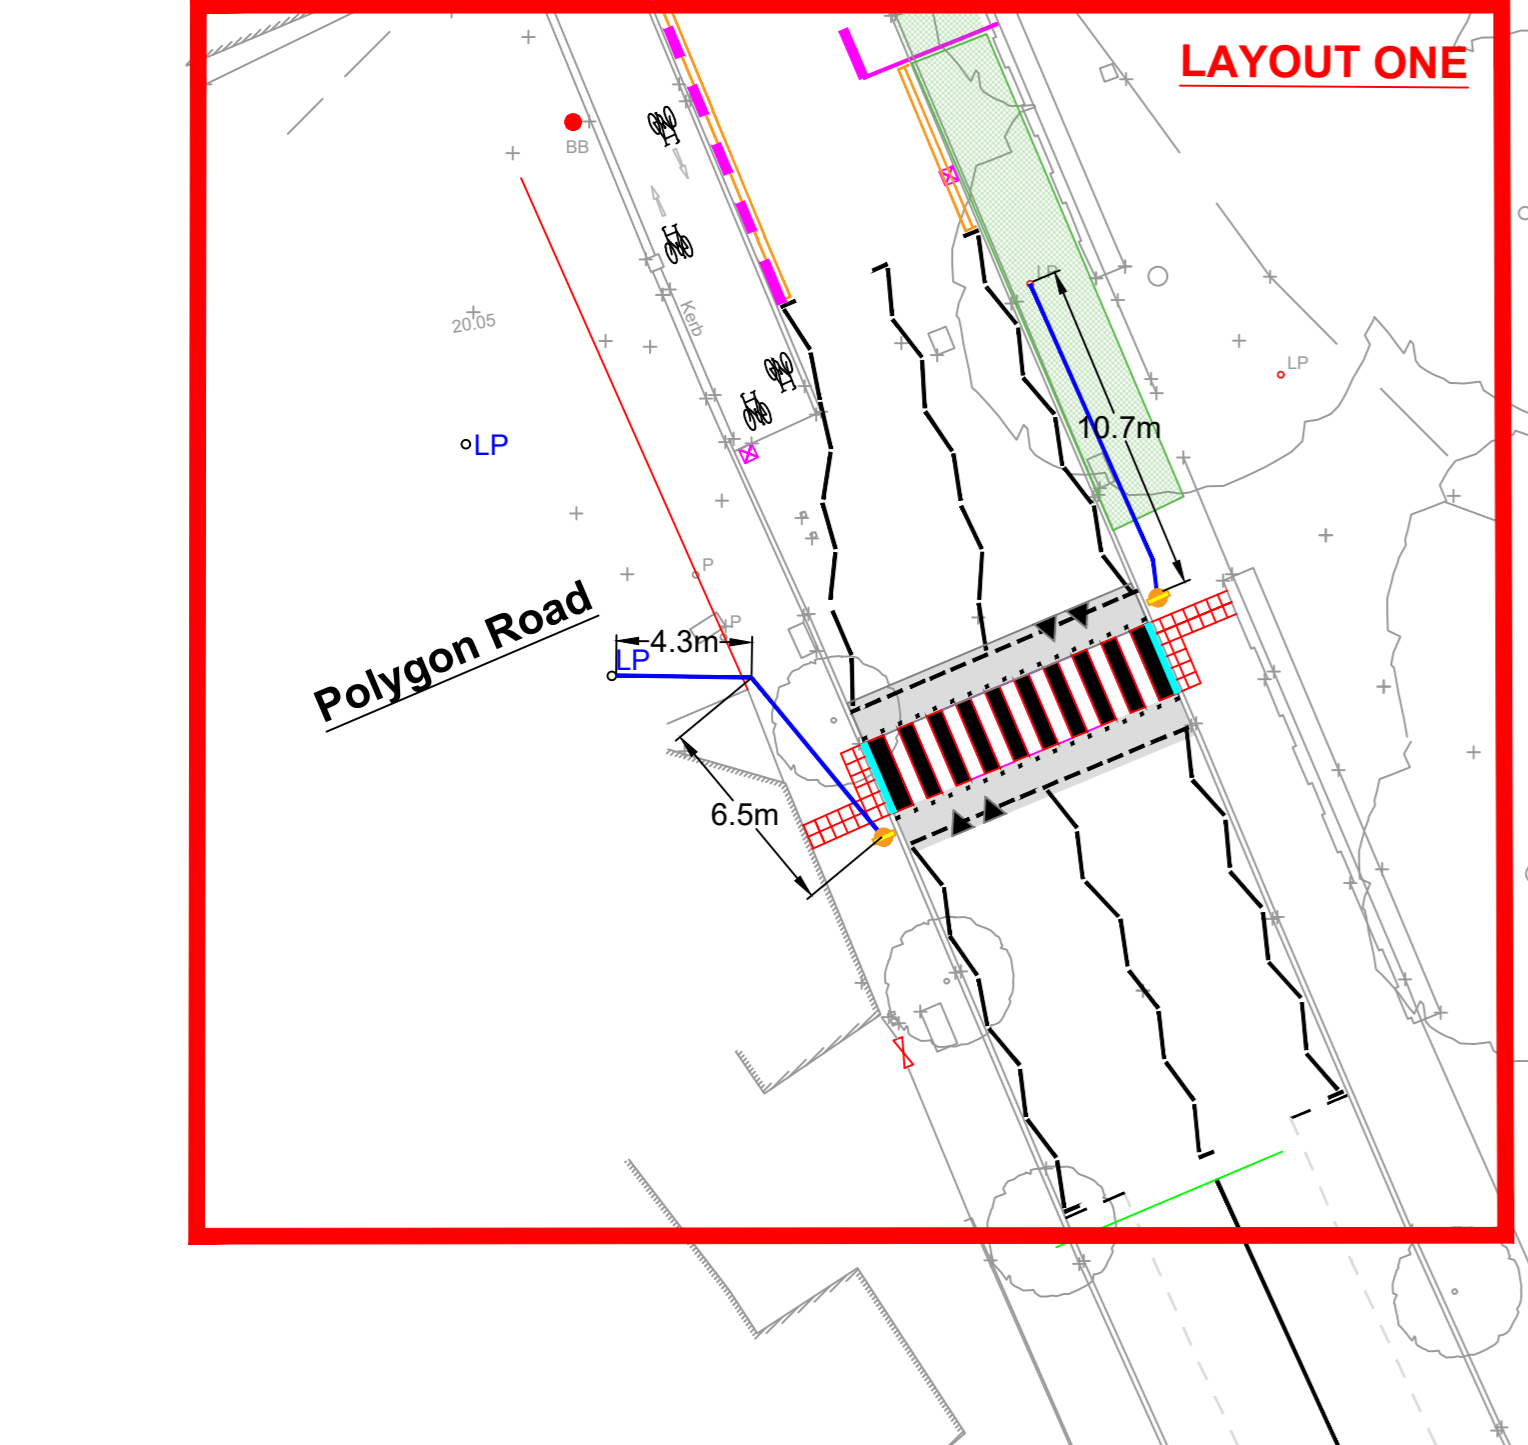 LAYOUT ONE
BB
Kerb
LP
20.05
LP
10.7m
LP
P
P
Polygon Road
4.3m
LP
6.5m